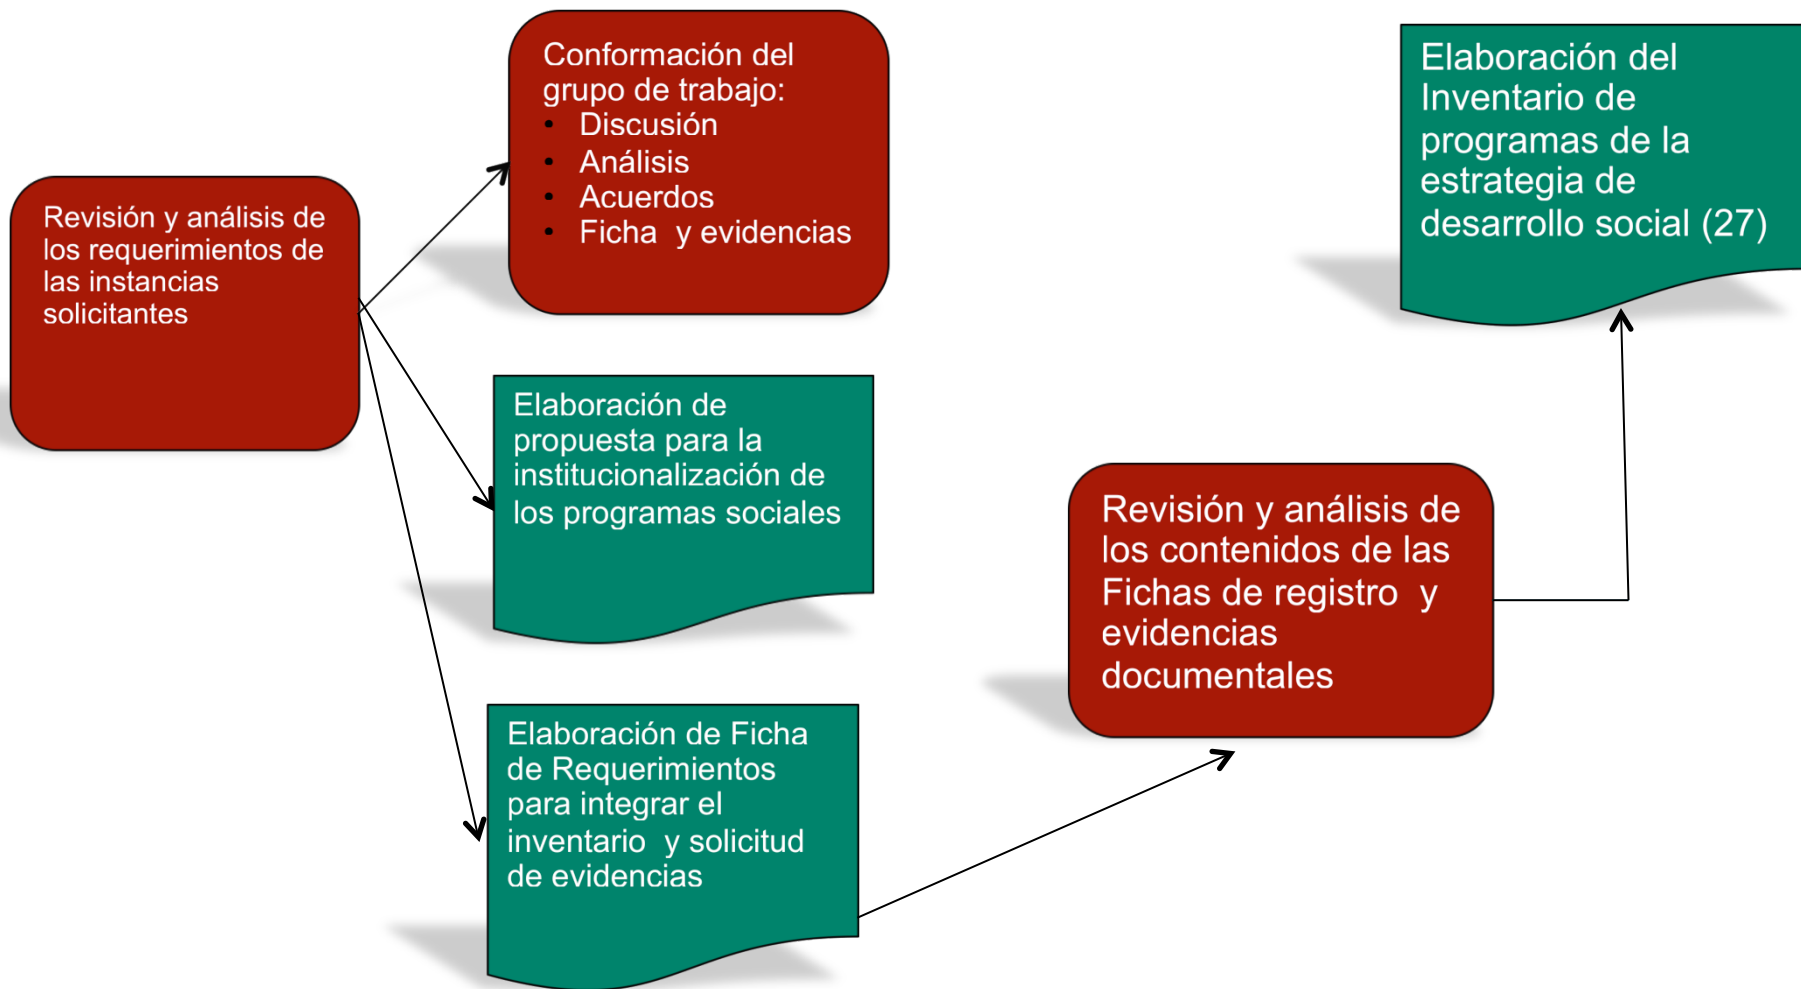 Revisión y análisis de
los requerimientos de
las instancias
solicitantes
Conformación del
grupo de trabajo:
• Discusión
• Análisis
• Acuerdos
• Ficha y evidencias
Elaboración de
propuesta para la
institucionalización de
los programas sociales
Elaboración de Ficha
de Requerimientos
para integrar el
inventario y solicitud
de evidencias
Revisión y análisis de
los contenidos de las
Fichas de registro y
evidencias
documentales
Elaboración del
Inventario de
programas de la
estrategia de
desarrollo social (27)